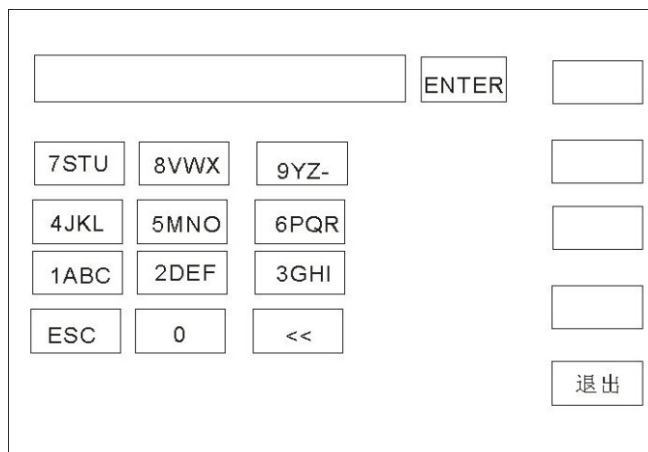 ENTER
7STU 8VWX 9YZ-
4JKL 5MNO 6PQR
1ABC 2DEF 3GHI
ESC 0 <<
退出